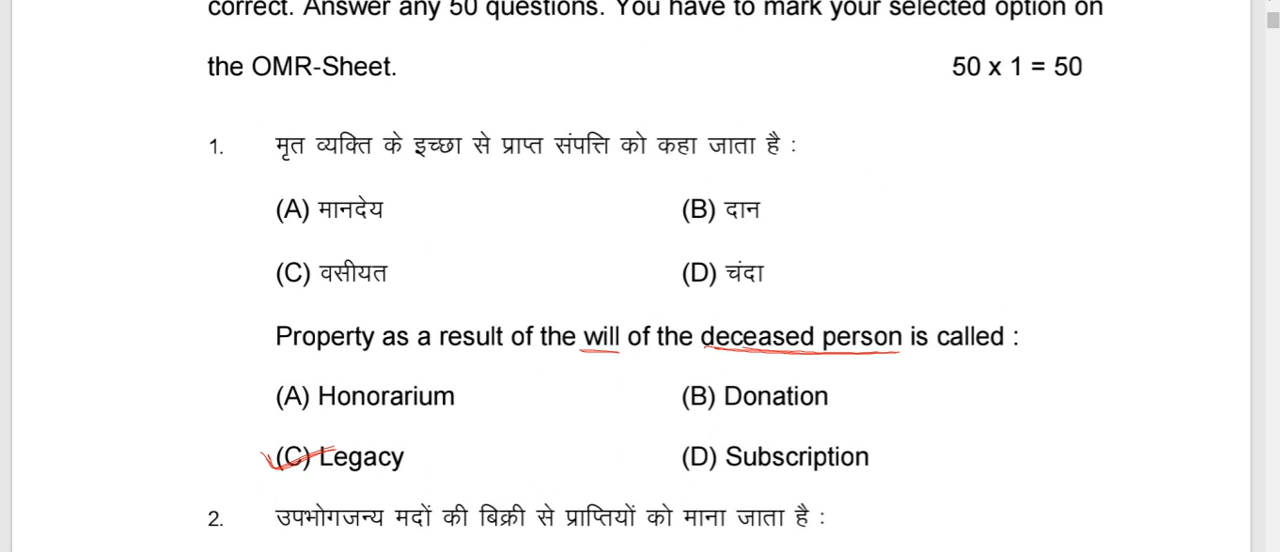 correct. Answer any 50 questions. You have to mark your selected option on
the OMR-Sheet. 50 x 1 = 50
1. मृत व्यक्ति के इच्छा से प्राप्त संपत्ति को कहा जाता है :
(A) मानदेय (B) दान
(C) वसीयत (D) चंदा
Property as a result of the will of the deceased person is called :
(A) Honorarium (B) Donation
(C) Legacy (D) Subscription
2. उपभोगजन्य मदों की बिक्री से प्राप्तियों को माना जाता है :